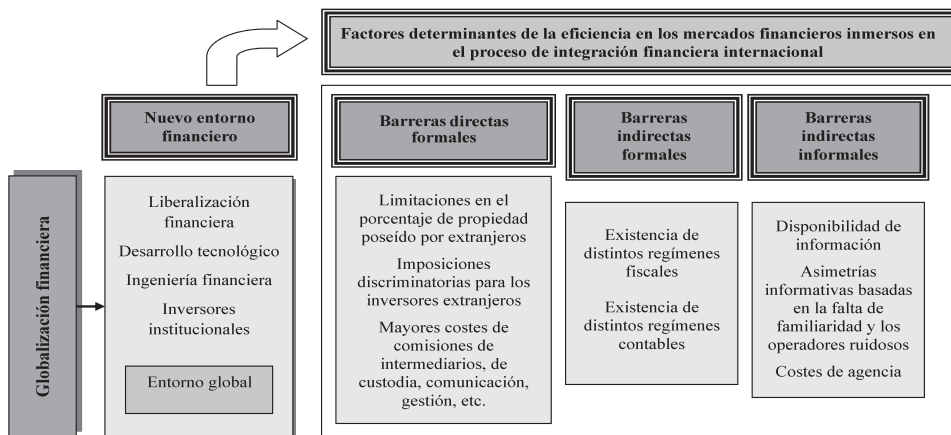 Factores determinantes de la eficiencia en los mercados financieros inmersos en
el proceso de integración financiera internacional
Globalización financiera
Nuevo entorno
financiero
Liberalización
financiera
Desarrollo tecnológico
Ingeniería financiera
Inversores
institucionales
Entorno global
Barreras directas
formales
Limitaciones en el
porcentaje de propiedad
poseído por extranjeros
Imposiciones
discriminatorias para los
inversores extranjeros
Mayores costes de
comisiones de
intermediarios, de
custodia, comunicación,
gestión, etc.
Barreras
indirectas
formales
Existencia de
distintos regímenes
fiscales
Existencia de
distintos regímenes
contables
Barreras
indirectas
informales
Disponibilidad de
información
Asimetrías
informativas basadas
en la falta de
familiaridad y los
operadores ruidosos
Costes de agencia